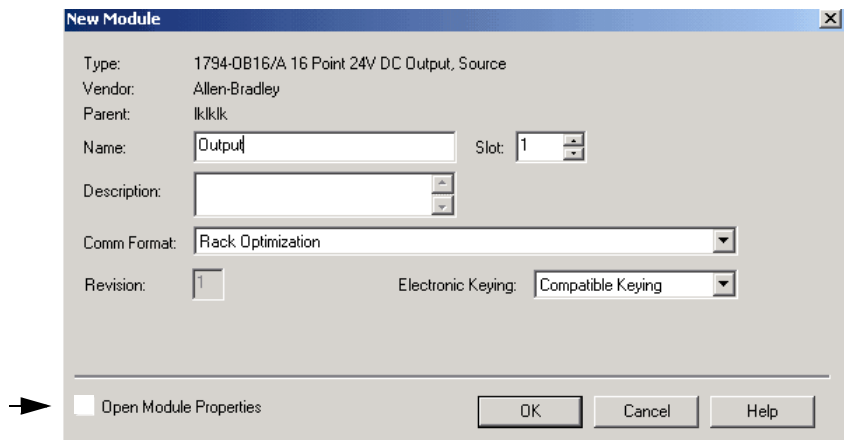 New Module
Type: 1794-OB16/A 16 Point 24V DC Output, Source
Vendor: Allen-Bradley
Parent: lklklk
Name: Output Slot: 1
Description:
Comm Format: Rack Optimization
Revision: 1 Electronic Keying: Compatible Keying
Open Module Properties OK Cancel Help